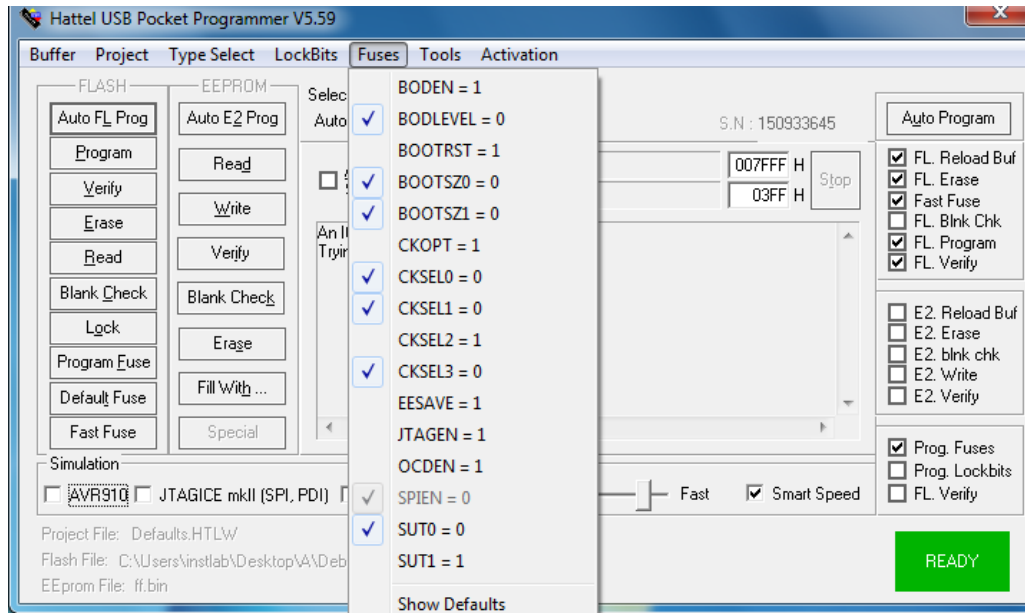 Hattel USB Pocket Programmer V5.59
Buffer Project Type Select LockBits Fuses Tools Activation
FLASH
Auto FL Prog
Program
Verify
Erase
Read
Blank Check
Lock
Program Fuse
Default Fuse
Fast Fuse
EEPROM
Auto E2 Prog
Read
Write
Verify
Blank Check
Erase
Fill With ...
Special
Selec
Auto
S.N : 150933645
007FFF H
03FF H
Stop
An I
Tryin
BODEN = 1
BODLEVEL = 0
BOOTRST = 1
BOOTSZ0 = 0
BOOTSZ1 = 0
CKOPT = 1
CKSEL0 = 0
CKSEL1 = 0
CKSEL2 = 1
CKSEL3 = 0
EESAVE = 1
JTAGEN = 1
OCDEN = 1
SPIEN = 0
SUT0 = 0
SUT1 = 1
Show Defaults
Auto Program
FL. Reload Buf
FL. Erase
Fast Fuse
FL. Blnk Chk
FL. Program
FL. Verify
E2. Reload Buf
E2. Erase
E2. blnk chk
E2. Write
E2. Verify
Prog. Fuses
Prog. Lockbits
FL. Verify
Simulation
AVR910 JTAGICE mkII (SPI, PDI)
Fast Smart Speed
Project File: Defaults.HTLW
Flash File: C:\Users\instlab\Desktop\A\Deb
EEprom File: ff.bin
READY